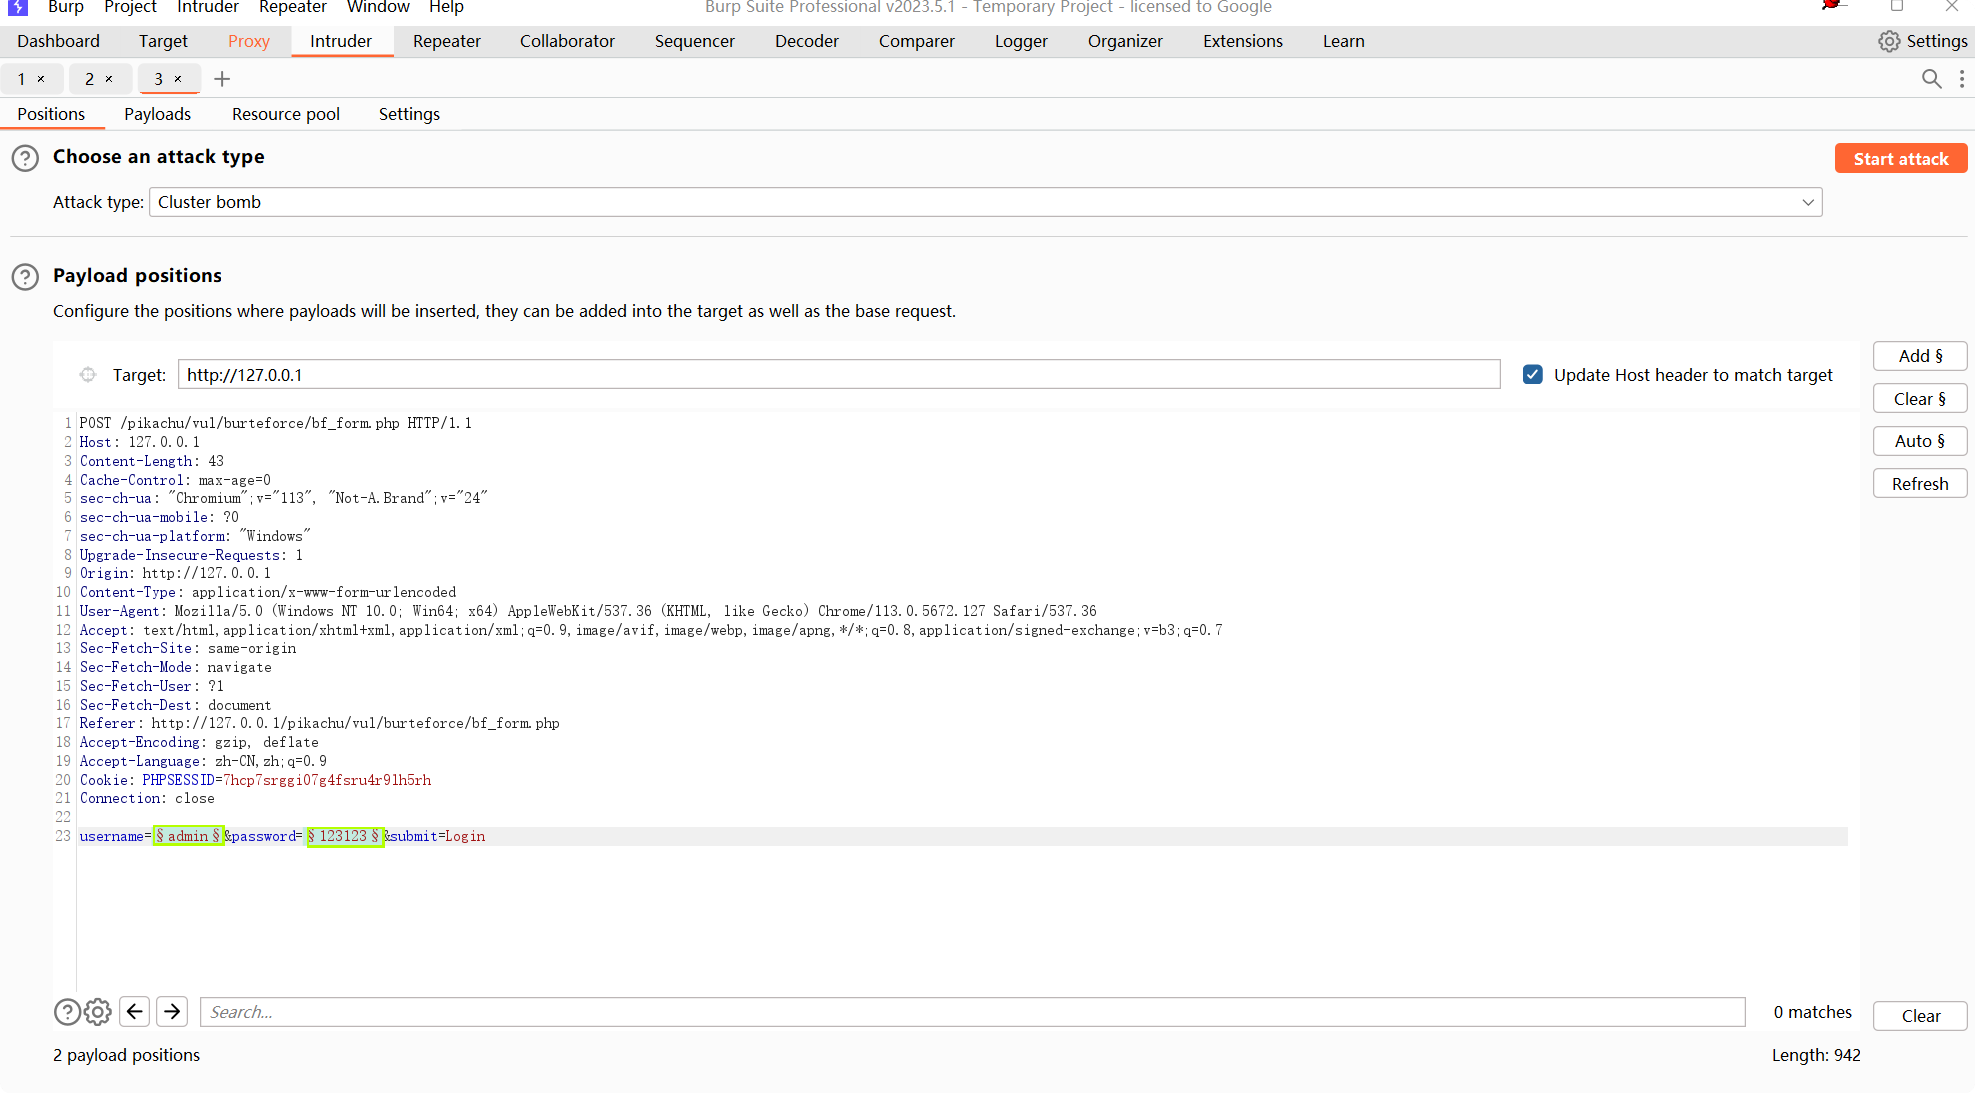 Burp Project Intruder Repeater Window Help Burp Suite Professional v2023.5.1 - Temporary Project - licensed to Google
Dashboard Target Proxy Intruder Repeater Collaborator Sequencer Decoder Comparer Logger Organizer Extensions Learn Settings
1 × 2 × 3 × +
Positions Payloads Resource pool Settings
? Choose an attack type Start attack
Attack type: Cluster bomb
? Payload positions
Configure the positions where payloads will be inserted, they can be added into the target as well as the base request.
Target: http://127.0.0.1 Update Host header to match target
Add §
Clear §
Auto §
Refresh
1 POST /pikachu/vul/burteforce/bf_form.php HTTP/1.1
2 Host: 127.0.0.1
3 Content-Length: 43
4 Cache-Control: max-age=0
5 sec-ch-ua: "Chromium";v="113", "Not-A.Brand";v="24"
6 sec-ch-ua-mobile: ?0
7 sec-ch-ua-platform: "Windows"
8 Upgrade-Insecure-Requests: 1
9 Origin: http://127.0.0.1
10 Content-Type: application/x-www-form-urlencoded
11 User-Agent: Mozilla/5.0 (Windows NT 10.0; Win64; x64) AppleWebKit/537.36 (KHTML, like Gecko) Chrome/113.0.5672.127 Safari/537.36
12 Accept: text/html,application/xhtml+xml,application/xml;q=0.9,image/avif,image/webp,image/apng,*/*;q=0.8,application/signed-exchange;v=b3;q=0.7
13 Sec-Fetch-Site: same-origin
14 Sec-Fetch-Mode: navigate
15 Sec-Fetch-User: ?1
16 Sec-Fetch-Dest: document
17 Referer: http://127.0.0.1/pikachu/vul/burteforce/bf_form.php
18 Accept-Encoding: gzip, deflate
19 Accept-Language: zh-CN,zh;q=0.9
20 Cookie: PHPSESSID=7hcp7srggi07g4fsru4r9lh5rh
21 Connection: close
22
23 username=§admin§&password=§123123§&submit=Login
? Search... 0 matches Clear
2 payload positions Length: 942